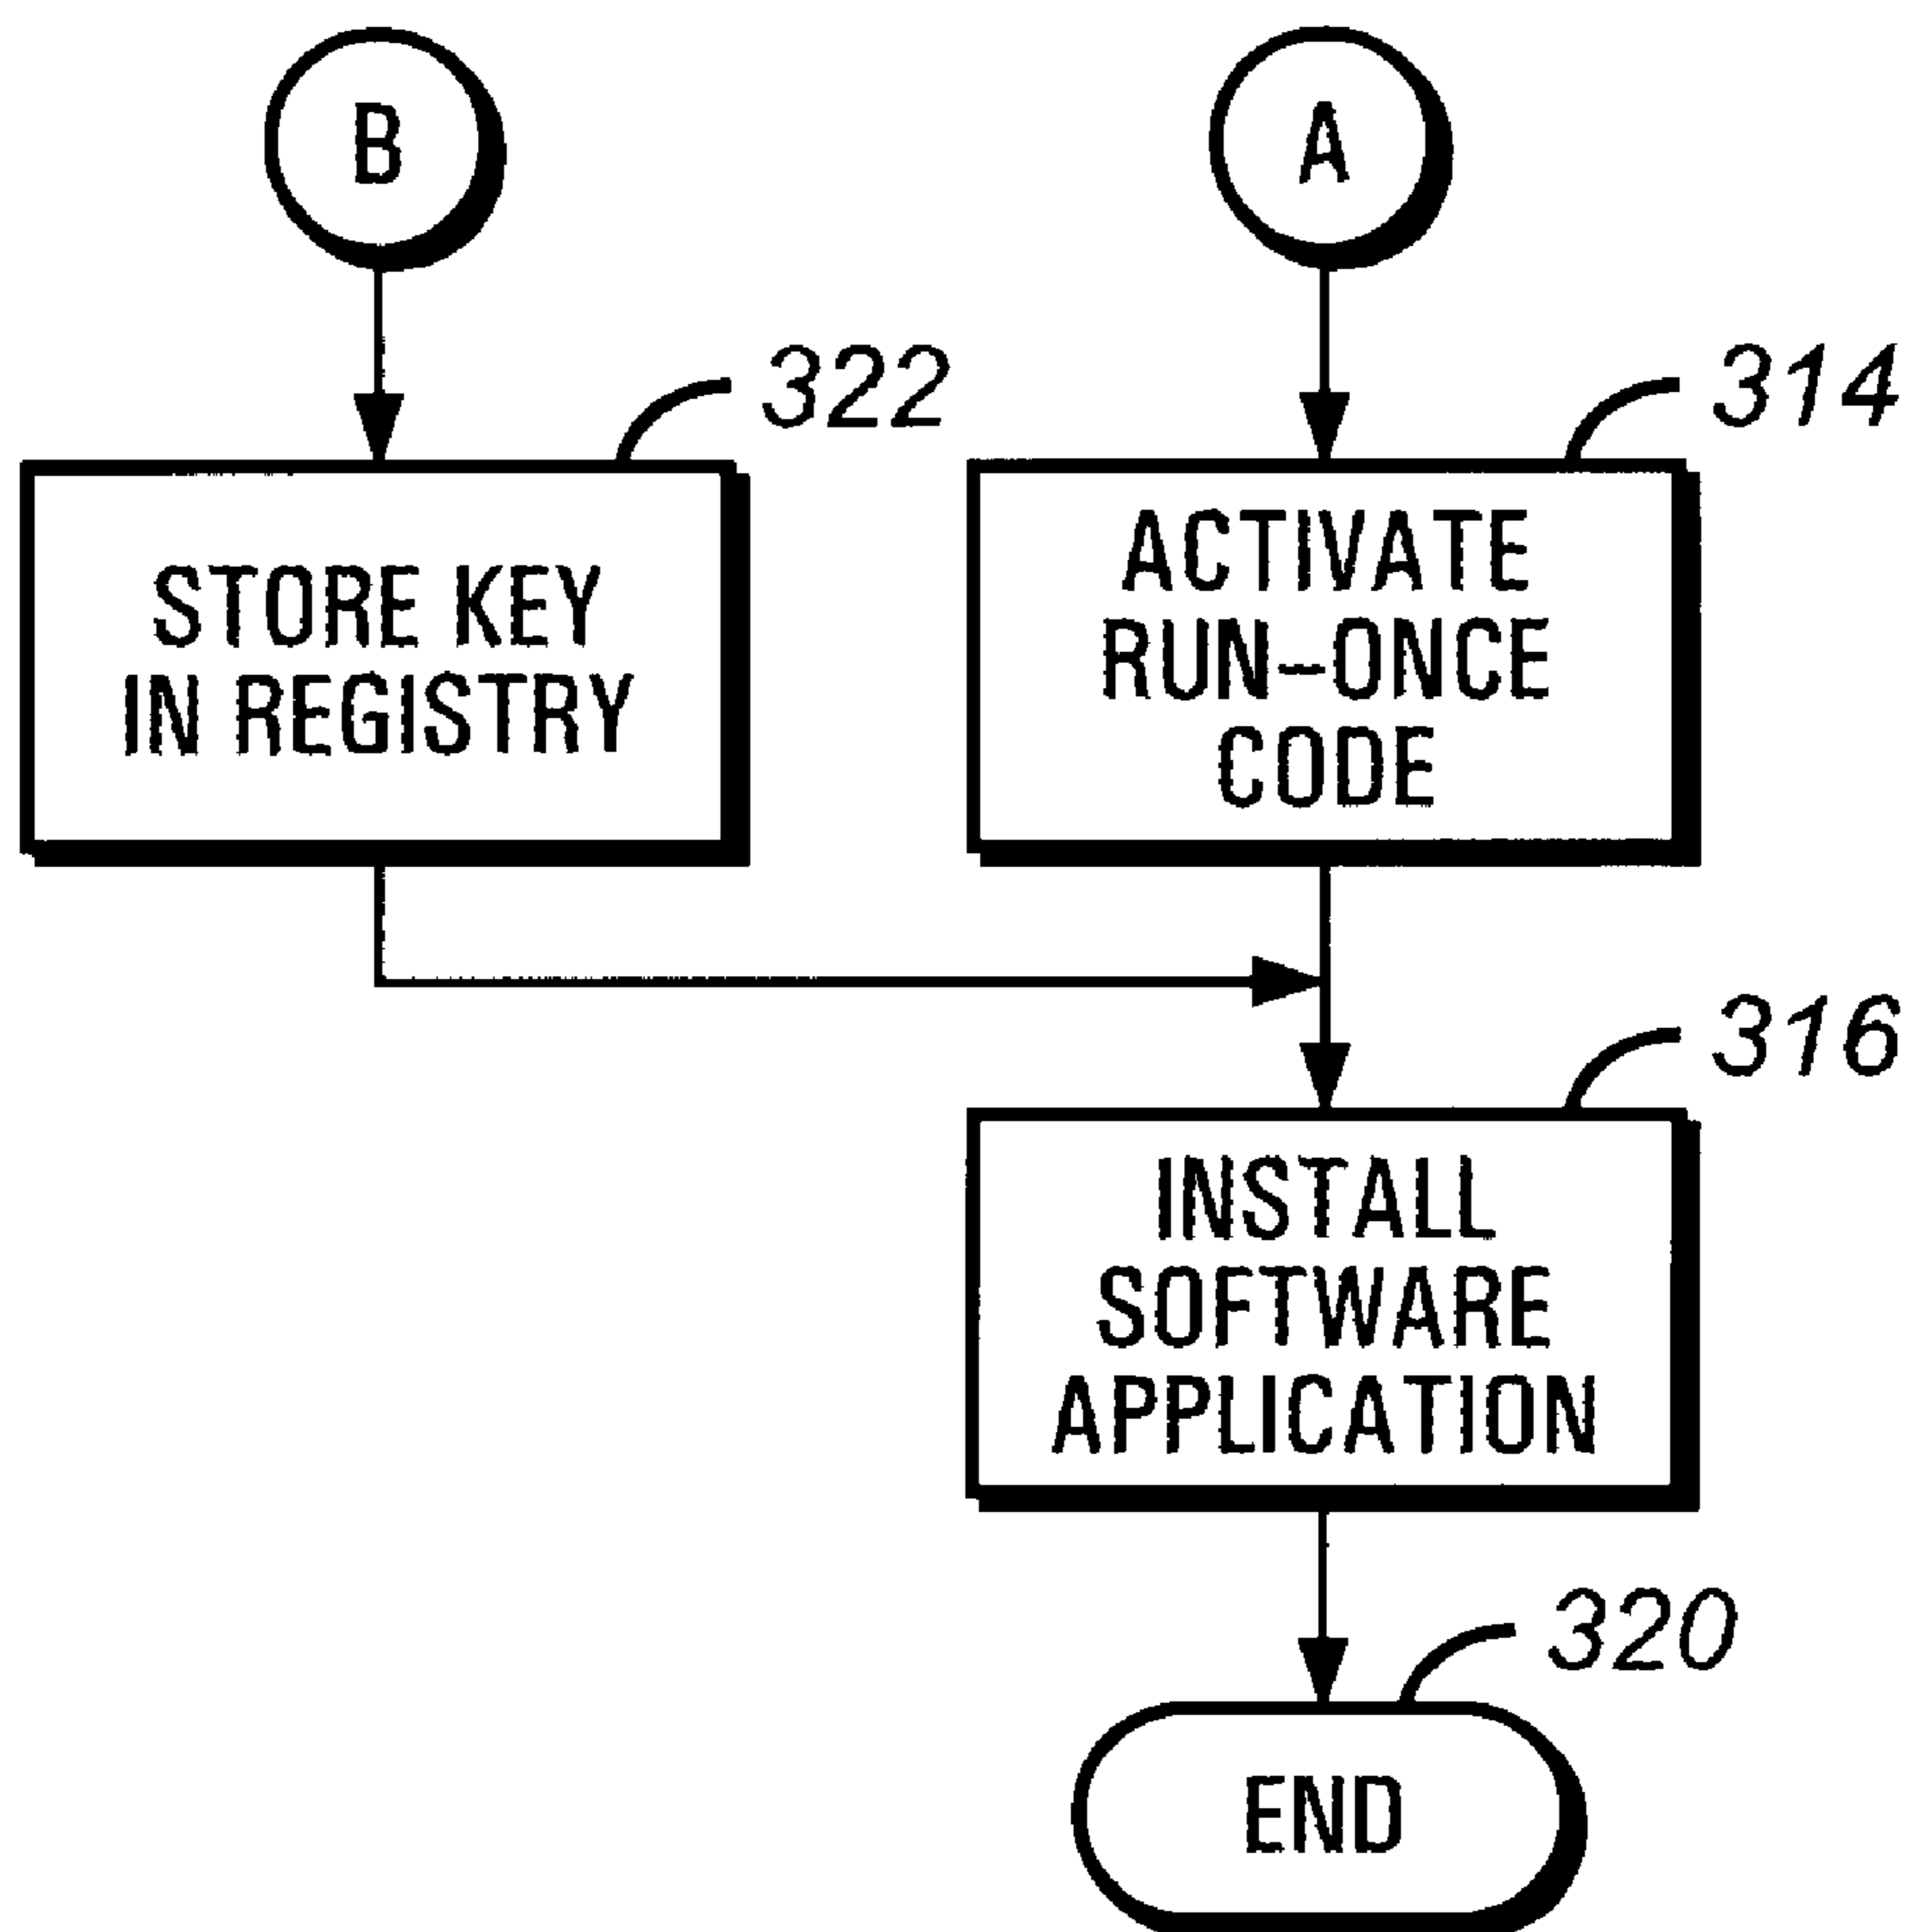 B
A
322
314
STORE KEY
IN REGISTRY
ACTIVATE
RUN-ONCE
CODE
316
INSTALL
SOFTWARE
APPLICATION
320
END